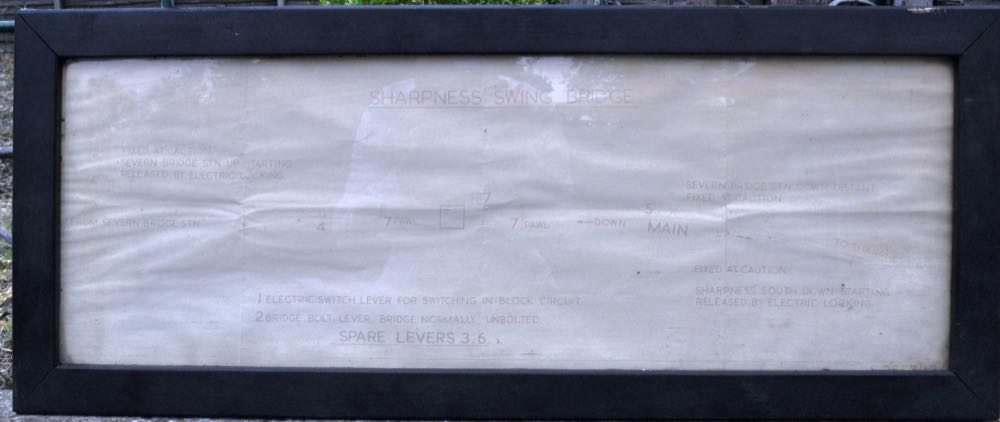 SHARPNESS SWING BRIDGE
FIXED AT CAUTION
SEVERN BRIDGE STN UP STARTING
RELEASED BY ELECTRIC LOCKING
SEVERN BRIDGE STN DOWN DISTANT
FIXED AT CAUTION
7
SEVERN BRIDGE STN
4
7 PAWL
7 PAWL
←DOWN
5
MAIN
TO SHARPNESS
FIXED AT CAUTION
SHARPNESS SOUTH DOWN STARTING
RELEASED BY ELECTRIC LOCKING
1 ELECTRIC SWITCH LEVER FOR SWITCHING IN BLOCK CIRCUIT
2 BRIDGE BOLT LEVER. BRIDGE NORMALLY UNBOLTED
SPARE LEVERS 3.6.